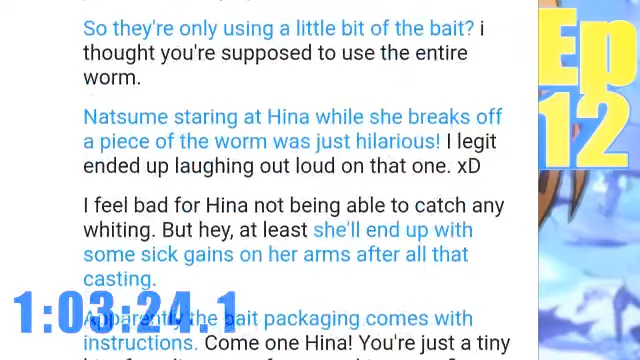 So they're only using a little bit of the bait? i
thought you're supposed to use the entire
worm.
Natsume staring at Hina while she breaks off
a piece of the worm was just hilarious! I legit
ended up laughing out loud on that one. xD
I feel bad for Hina not being able to catch any
whiting. But hey, at least she'll end up with
some sick gains on her arms after all that
casting.
Apparently the bait packaging comes with
instructions. Come one Hina! You're just a tiny
Ep
12
1:03:24.1